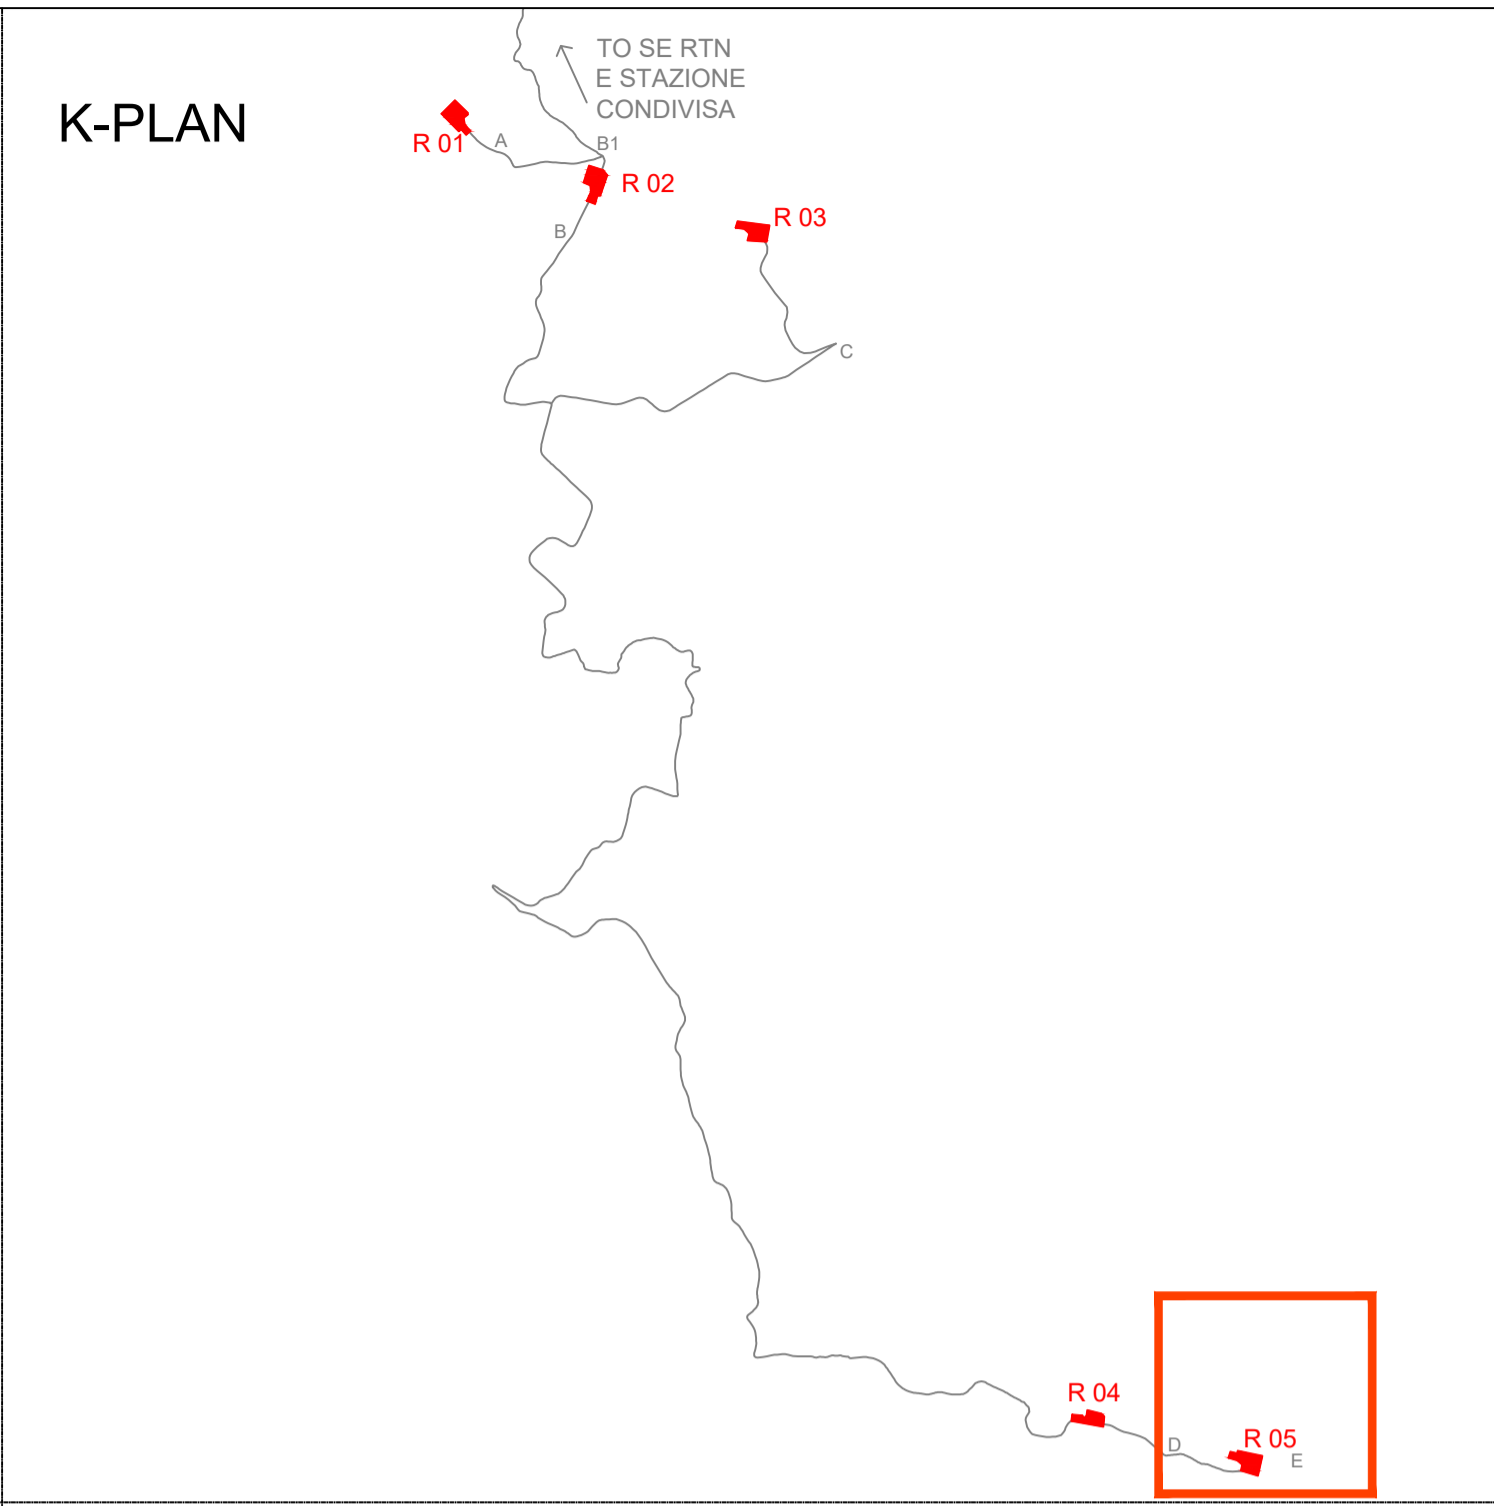 TO SE RTN
E STAZIONE
CONDIVISA
K-PLAN
R 01
A
B1
R 02
B
R 03
C
R 04
D
R 05
E